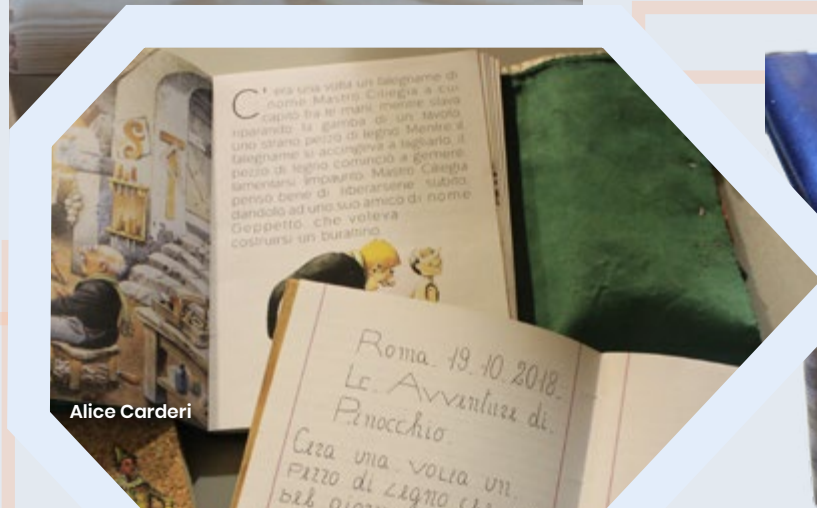 C'era una volta un falegname di
nome Mastro Ciliegia a cui
capitò fra le mani, mentre stava
riparando la gamba di un tavolo,
uno strano pezzo di legno. Mentre il
falegname si accingeva a tagliarlo, il
pezzo di legno cominciò a gemere,
lamentarsi. Impaurito, Mastro Ciliegia
pensò bene di liberarsene subito,
dandolo ad uno suo amico di nome
Geppetto, che voleva
costruirsi un burattino.
Roma 19.10.2018
Le Avventure di
Pinocchio
C'era una volta un
pezzo di legno
del
Alice Carderi